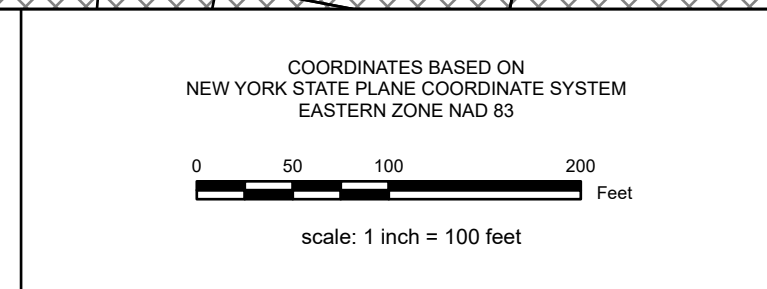 COORDINATES BASED ON
NEW YORK STATE PLANE COORDINATE SYSTEM
EASTERN ZONE NAD 83
0 50 100 200
Feet
scale: 1 inch = 100 feet